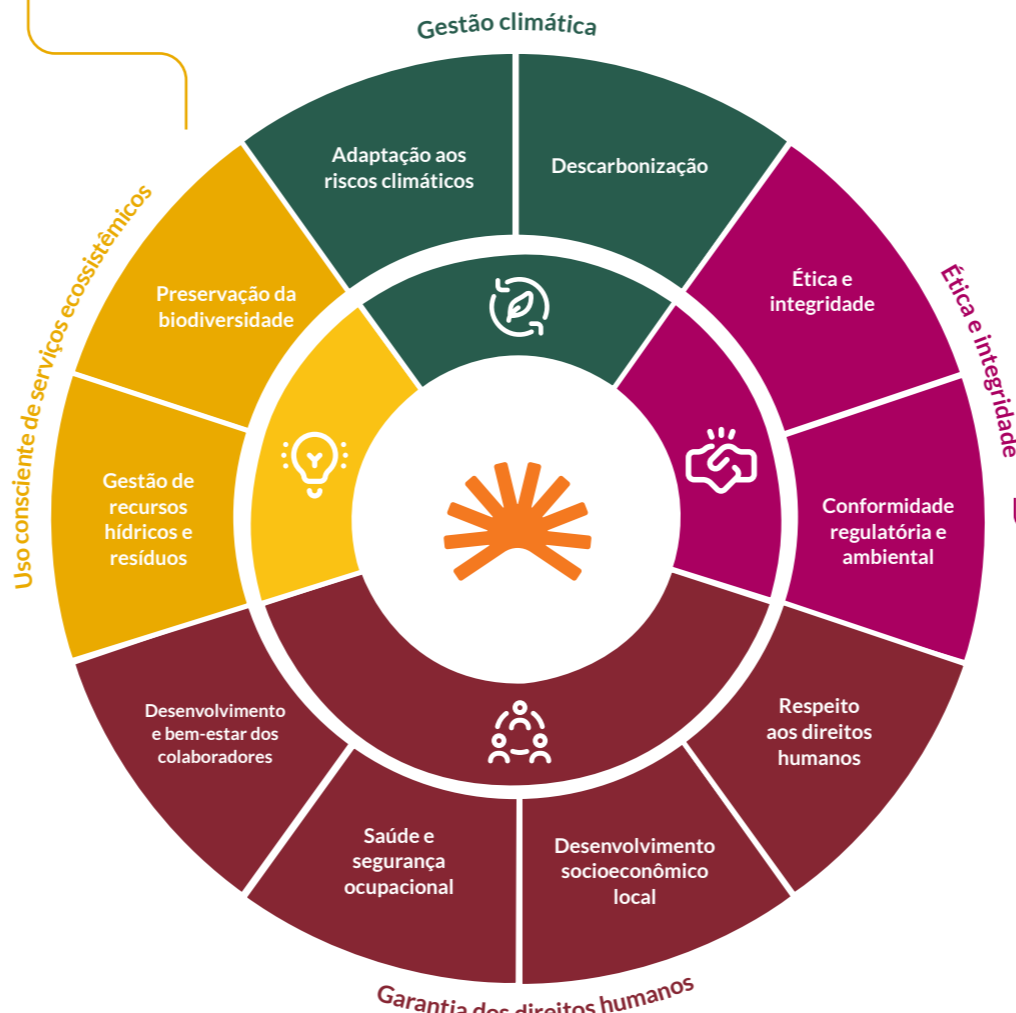 Gestão climática
Adaptação aos
riscos climáticos
Descarbonização
Ética e integridade
Ética e
integridade
Conformidade
regulatória e
ambiental
Respeito
aos direitos
humanos
Desenvolvimento
socioeconômico
local
Saúde e
segurança
ocupacional
Desenvolvimento
e bem-estar dos
colaboradores
Garantia dos direitos humanos
Gestão de
recursos
hídricos e
resíduos
Preservação da
biodiversidade
Uso consciente de serviços ecossistêmicos